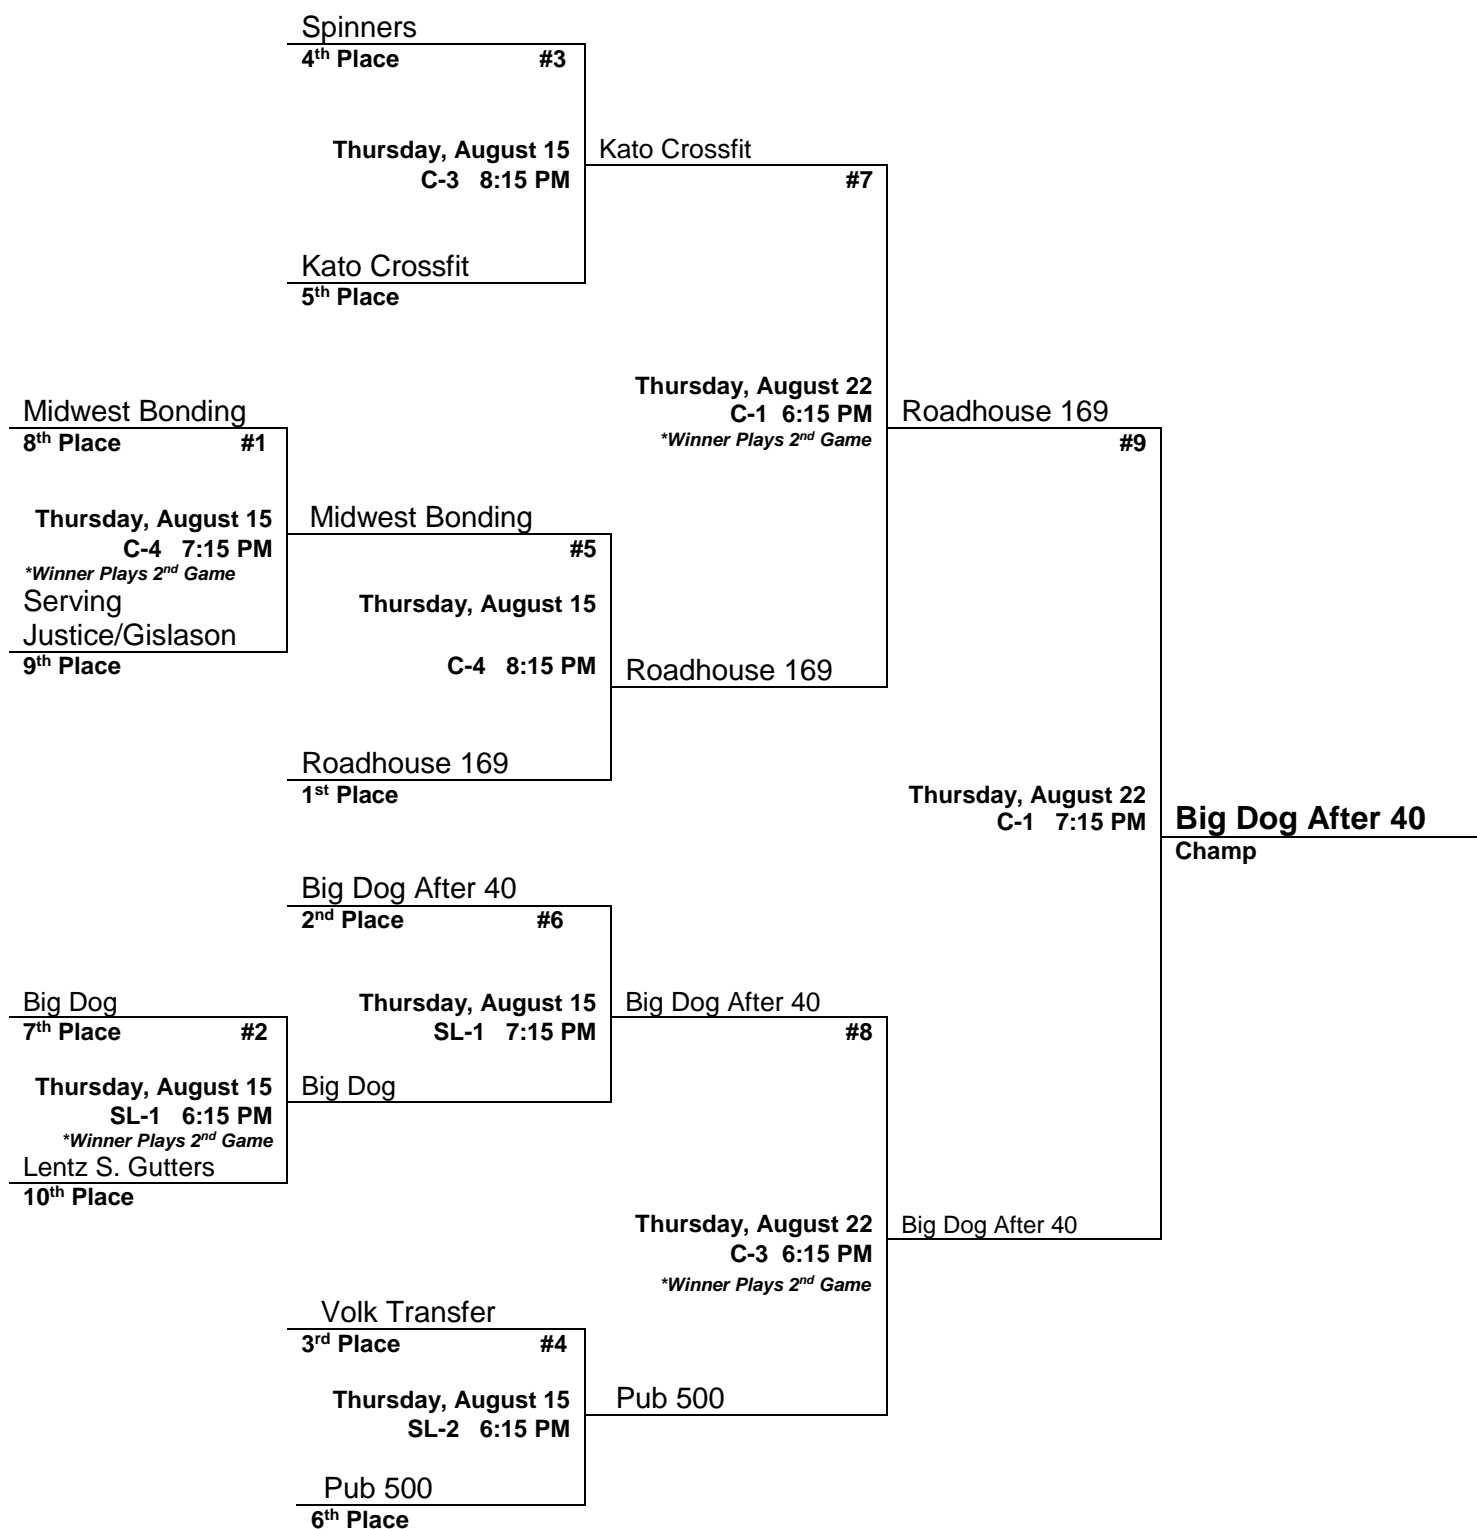 Spinners
4th Place #3
Thursday, August 15
C-3 8:15 PM
Kato Crossfit
#7
Kato Crossfit
5th Place
Thursday, August 22
C-1 6:15 PM
*Winner Plays 2nd Game
Roadhouse 169
#9
Midwest Bonding
8th Place #1
Thursday, August 15
C-4 7:15 PM
*Winner Plays 2nd Game
Serving
Justice/Gislason
9th Place
Midwest Bonding
#5
Thursday, August 15
C-4 8:15 PM
Roadhouse 169
Roadhouse 169
1st Place
Thursday, August 22
C-1 7:15 PM
Big Dog After 40
Champ
Big Dog After 40
2nd Place #6
Thursday, August 15
SL-1 7:15 PM
Big Dog After 40
#8
Big Dog
7th Place #2
Thursday, August 15
SL-1 6:15 PM
*Winner Plays 2nd Game
Lentz S. Gutters
10th Place
Big Dog
Thursday, August 22
C-3 6:15 PM
*Winner Plays 2nd Game
Big Dog After 40
Volk Transfer
3rd Place #4
Thursday, August 15
SL-2 6:15 PM
Pub 500
Pub 500
6th Place